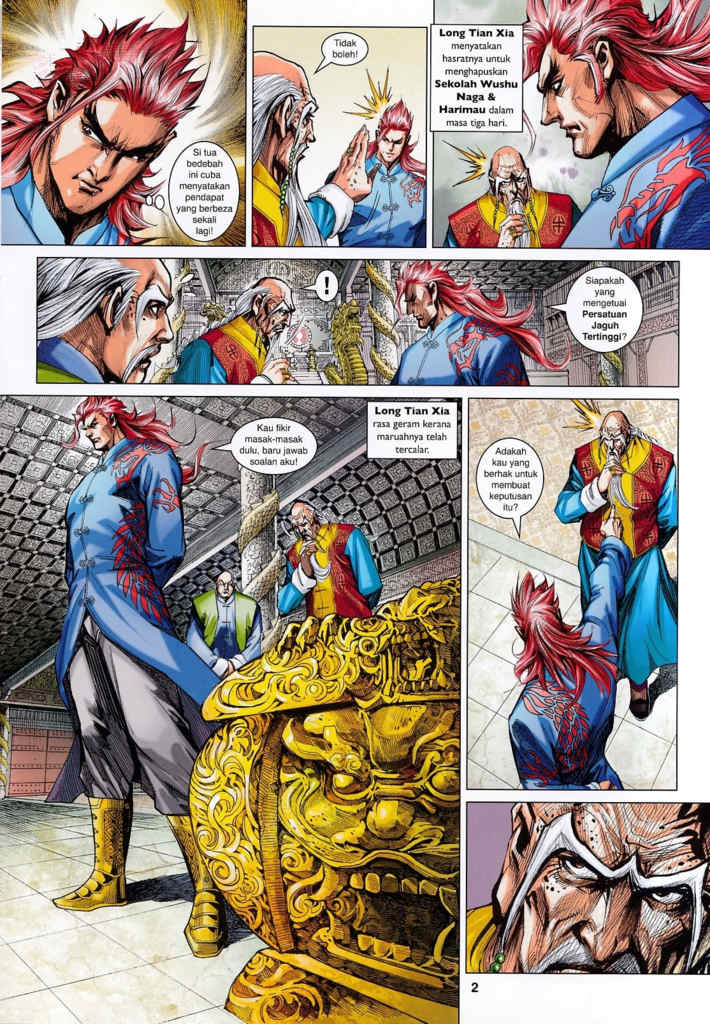 Si tua
bedebah
ini cuba
menyatakan
pendapat
yang berbeza
sekali
lagi!
Tidak
boleh!
Long Tian Xia
menyatakan
hasratnya untuk
menghapuskan
Sekolah Wushu
Naga &
Harimau dalam
masa tiga hari.
!
Siapakah
yang
mengetuai
Persatuan
Jaguh
Tertinggi?
Kau fikir
masak-masak
dulu, baru jawab
soalan aku!
Long Tian Xia
rasa geram kerana
maruahnya telah
tercalar.
Adakah
kau yang
berhak untuk
membuat
keputusan
itu?
2